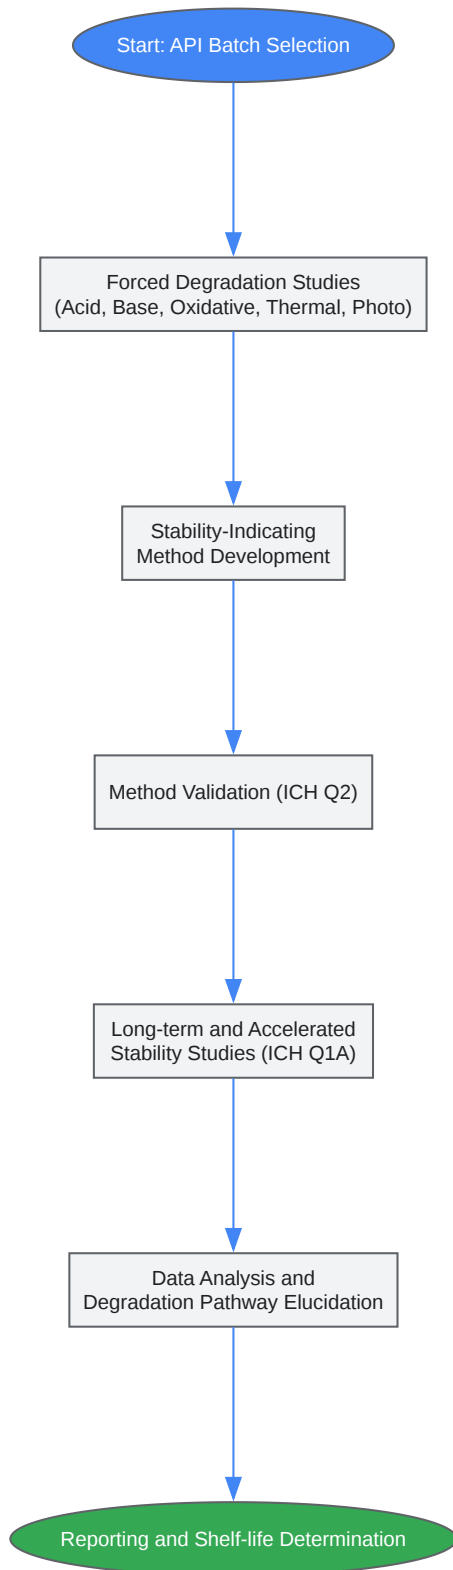 Start: API Batch Selection
Forced Degradation Studies
(Acid, Base, Oxidative, Thermal, Photo)
Stability-Indicating
Method Development
Method Validation (ICH Q2)
Long-term and Accelerated
Stability Studies (ICH Q1A)
Data Analysis and
Degradation Pathway Elucidation
Reporting and Shelf-life Determination